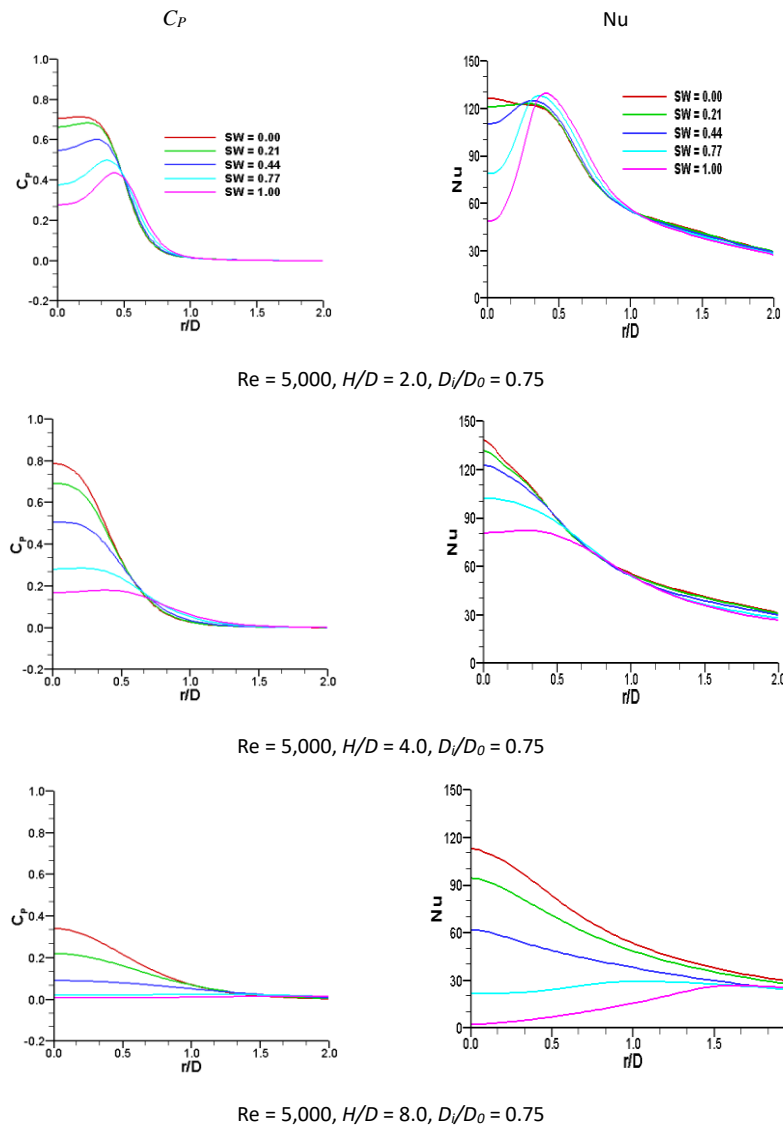 C_P Nu
1.0
0.8
0.6
0.4
0.2
0.0
-0.2
C_P
0.0 0.5 1.0 1.5 2.0
r/D
SW = 0.00
SW = 0.21
SW = 0.44
SW = 0.77
SW = 1.00
150
120
90
60
30
0
Nu
0.0 0.5 1.0 1.5 2.0
r/D
SW = 0.00
SW = 0.21
SW = 0.44
SW = 0.77
SW = 1.00
Re = 5,000, H/D = 2.0, D_i/D_0 = 0.75
1.0
0.8
0.6
0.4
0.2
0.0
-0.2
C_P
0.0 0.5 1.0 1.5 2.0
r/D
150
120
90
60
30
0
Nu
0.0 0.5 1.0 1.5 2.0
r/D
Re = 5,000, H/D = 4.0, D_i/D_0 = 0.75
1.0
0.8
0.6
0.4
0.2
0.0
-0.2
C_P
0.0 0.5 1.0 1.5 2.0
r/D
150
120
90
60
30
0
Nu
0.0 0.5 1.0 1.5
r/D
Re = 5,000, H/D = 8.0, D_i/D_0 = 0.75